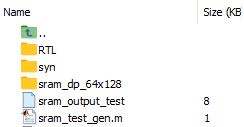 Name Size (KB
..
RTL
syn
sram_dp_64x128
sram_output_test 8
sram_test_gen.m 1